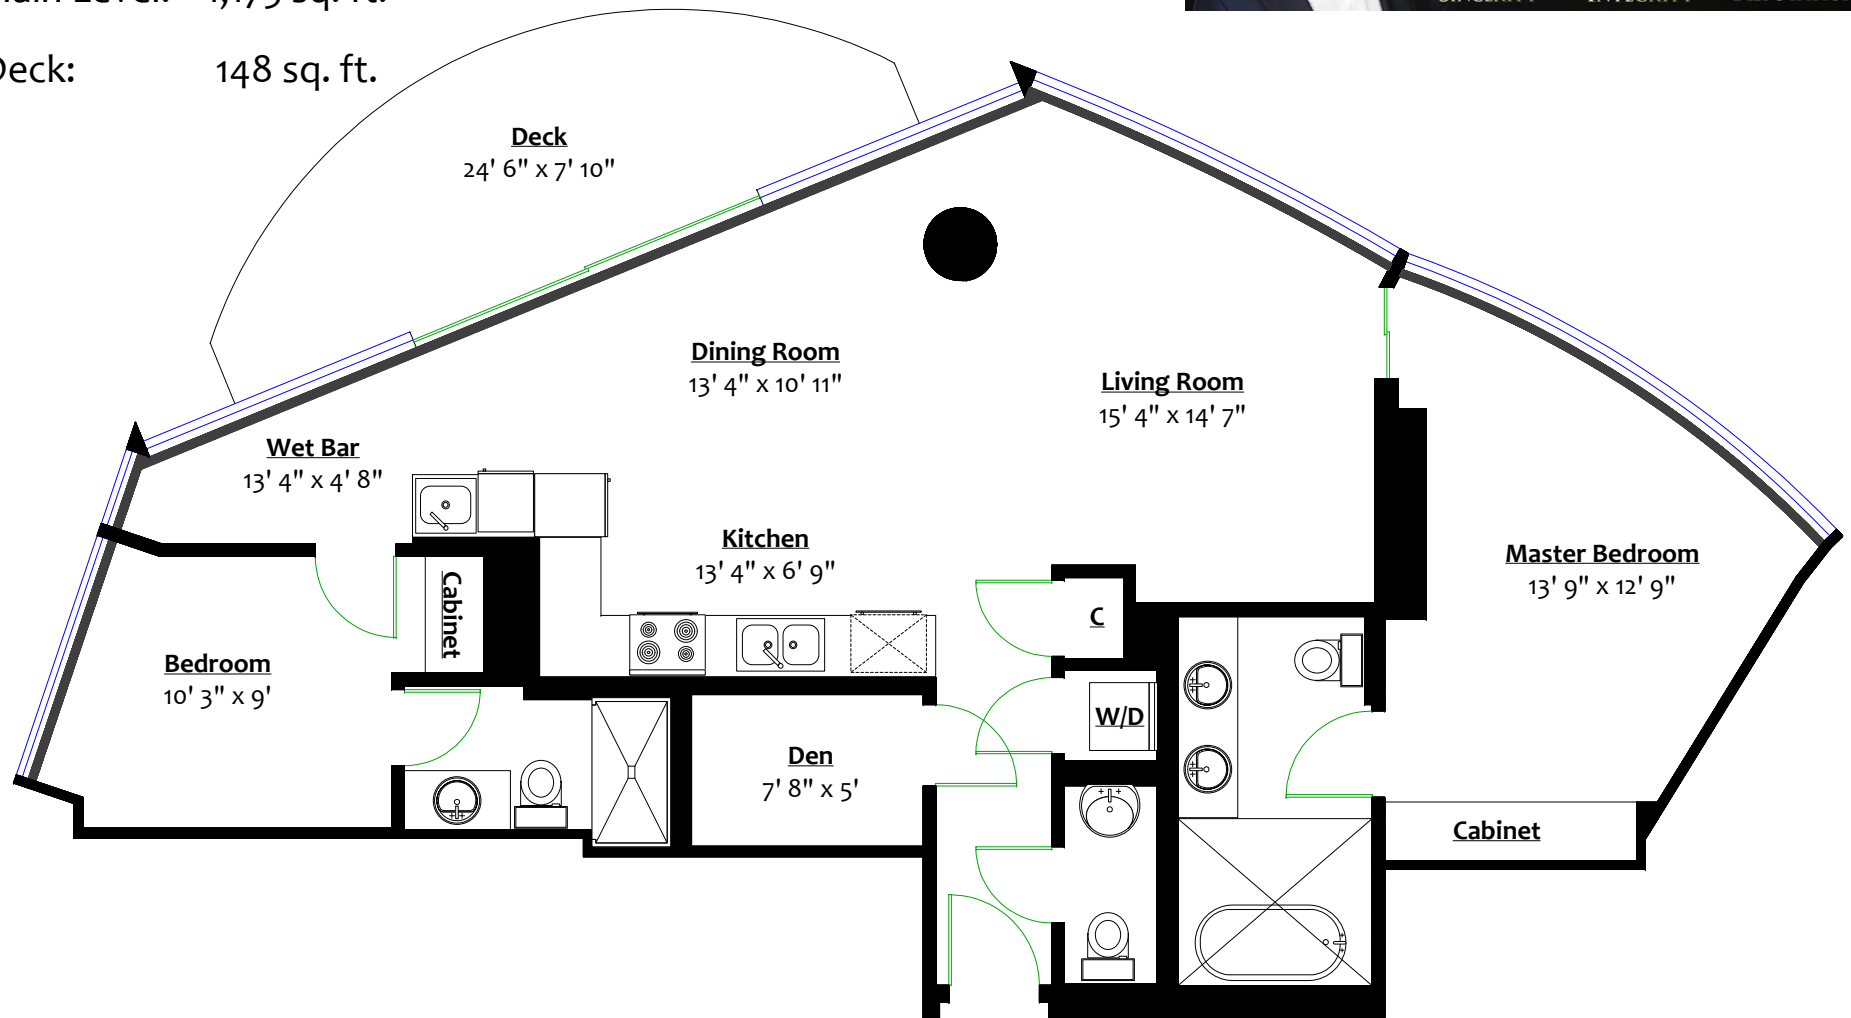 148 sq. ft.
Deck
24' 6" x 7' 10"
Dining Room
13' 4" x 10' 11"
Living Room
15' 4" x 14' 7"
Wet Bar
13' 4" x 4' 8"
Kitchen
13' 4" x 6' 9"
Master Bedroom
13' 9" x 12' 9"
Cabinet
C
Bedroom
10' 3" x 9'
W/D
Den
7' 8" x 5'
Cabinet